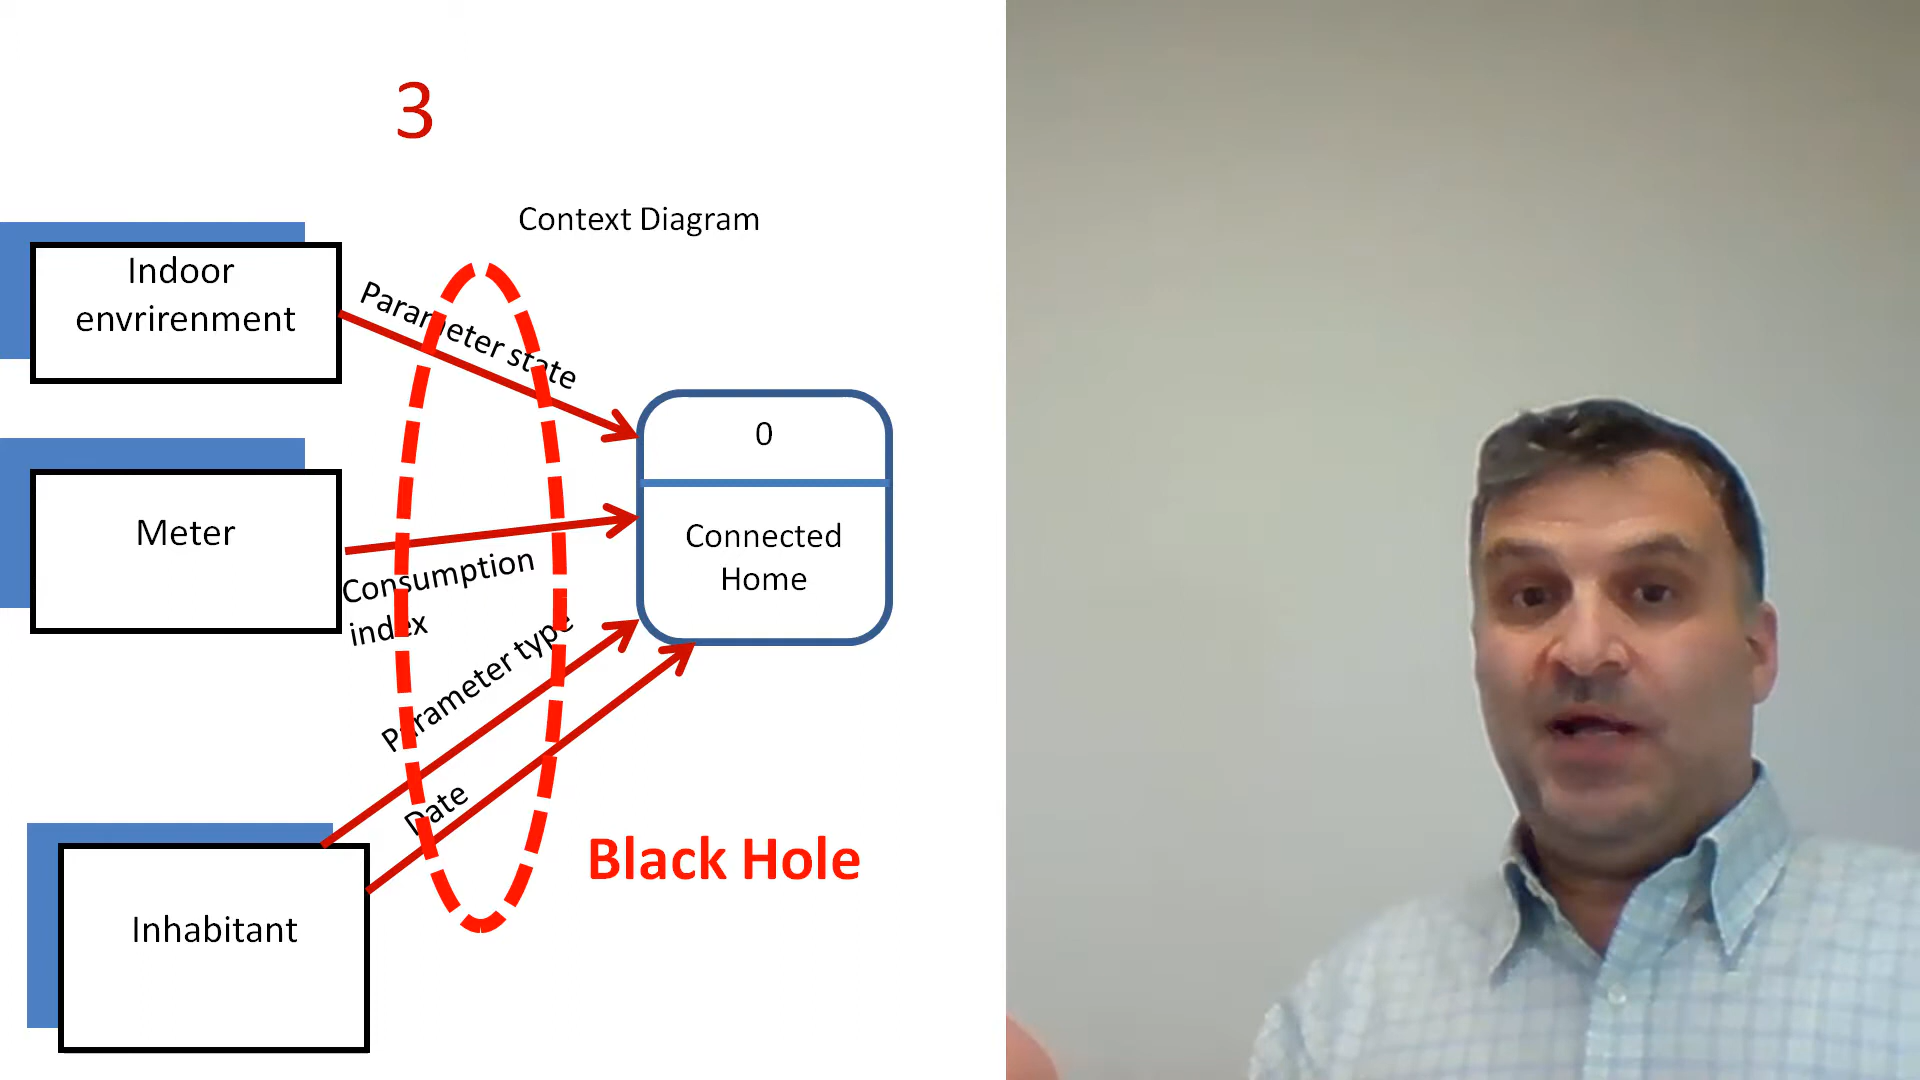 3
Context Diagram
Indoor
envrirenment
Parameter state
0
Connected
Home
Meter
Consumption
index
Parameter type
Date
Black Hole
Inhabitant